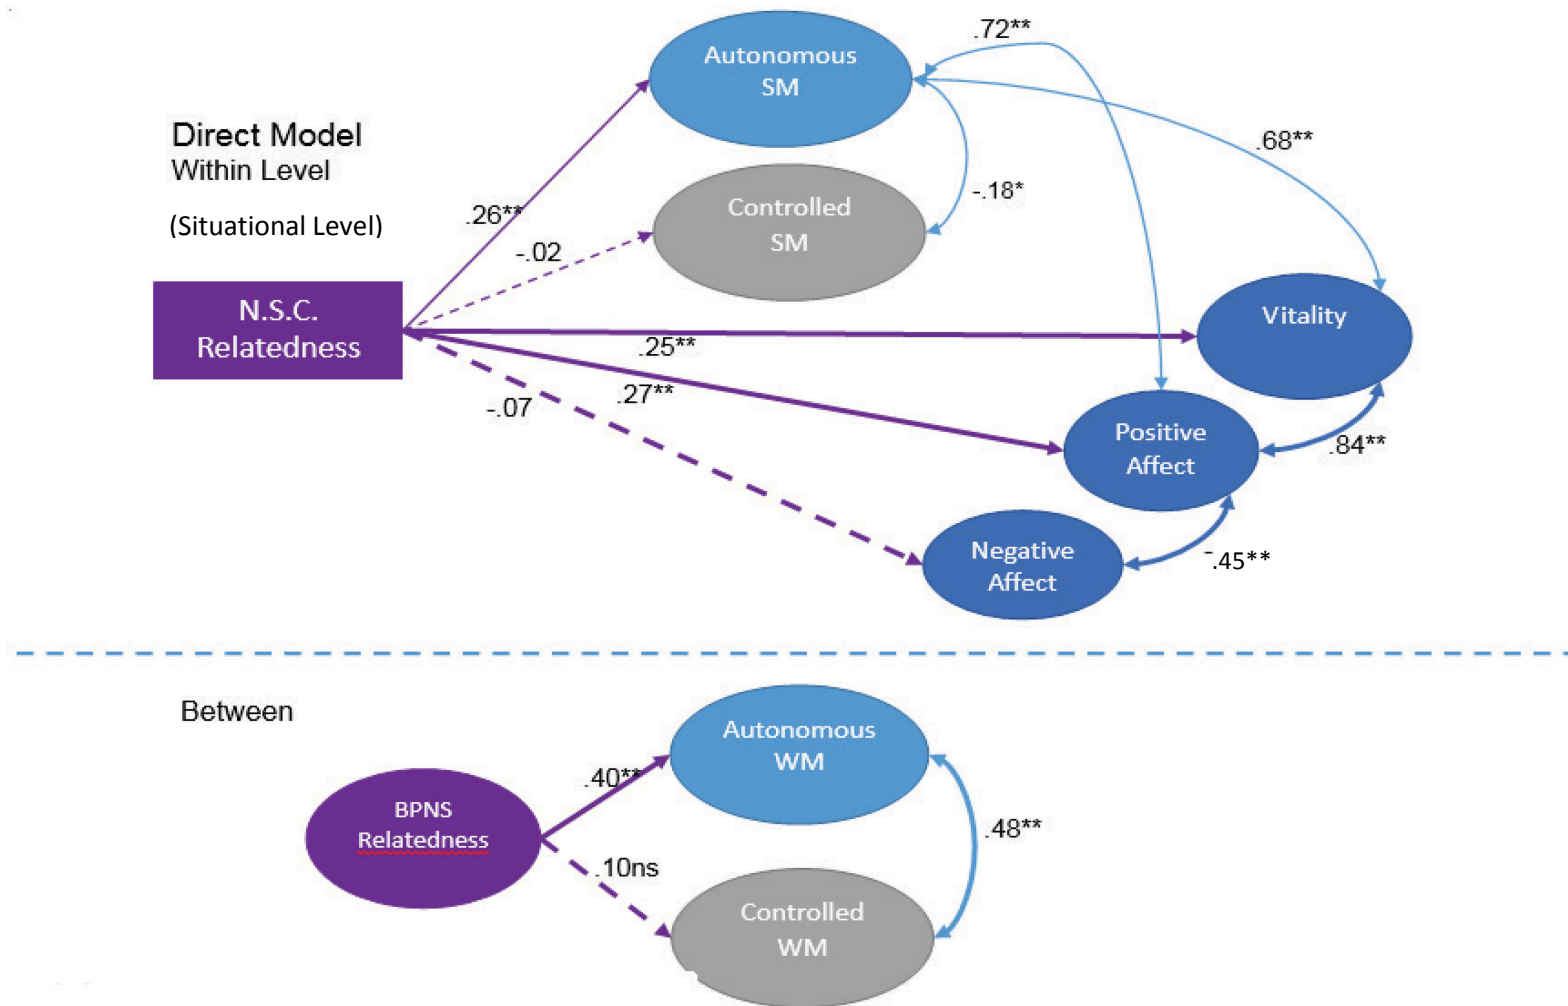 .72**
Autonomous
SM
Direct Model
Within Level
(Situational Level)
.68**
-.18*
.26**
Controlled
SM
-.02
N.S.C.
Relatedness
Vitality
.25**
.27**
-.07
Positive
Affect
.84**
Negative
Affect
-.45**
Between
Autonomous
WM
.40**
BPNS
Relatedness
.48**
.10ns
Controlled
WM